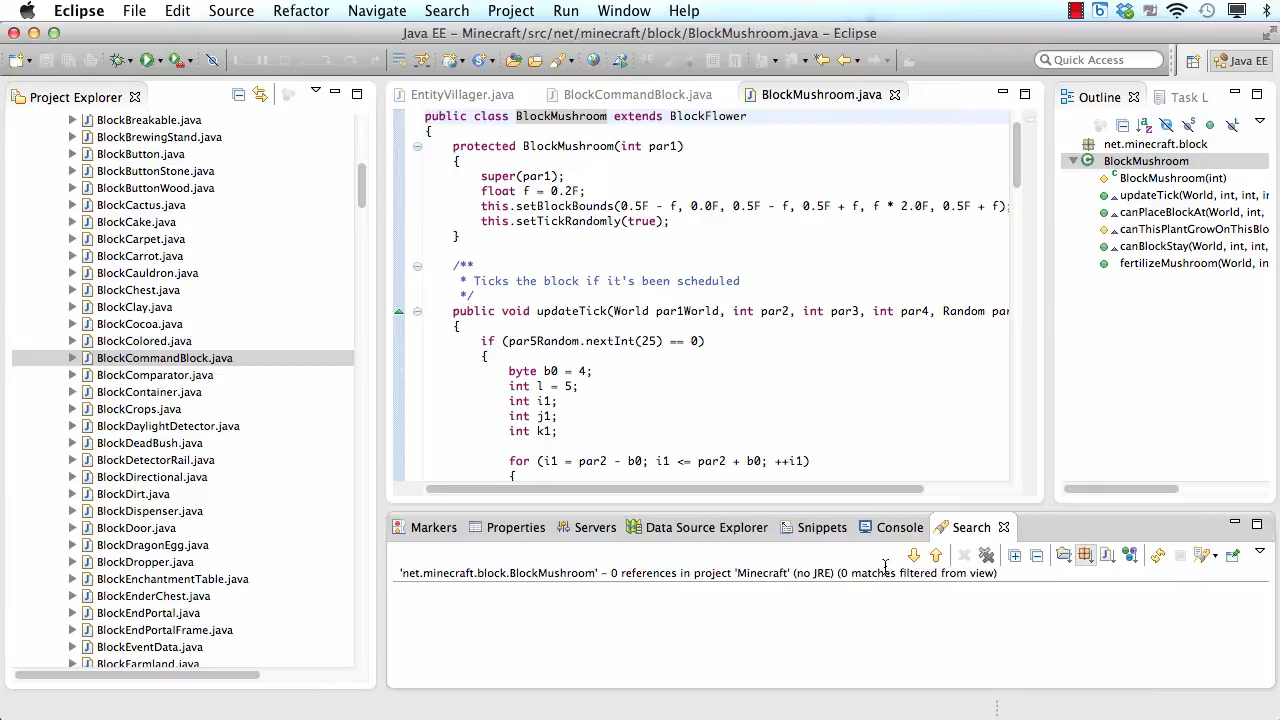 Eclipse File Edit Source Refactor Navigate Search Project Run Window Help
Java EE - Minecraft/src/net/minecraft/block/BlockMushroom.java - Eclipse
Quick Access
Java EE
Project Explorer
BlockBreakable.java
BlockBrewingStand.java
BlockButton.java
BlockButtonStone.java
BlockButtonWood.java
BlockCactus.java
BlockCake.java
BlockCarpet.java
BlockCarrot.java
BlockCauldron.java
BlockChest.java
BlockClay.java
BlockCocoa.java
BlockColored.java
BlockCommandBlock.java
BlockComparator.java
BlockContainer.java
BlockCrops.java
BlockDaylightDetector.java
BlockDeadBush.java
BlockDetectorRail.java
BlockDirectional.java
BlockDirt.java
BlockDispenser.java
BlockDoor.java
BlockDragonEgg.java
BlockDropper.java
BlockEnchantmentTable.java
BlockEnderChest.java
BlockEndPortal.java
BlockEndPortalFrame.java
BlockEventData.java
BlockFarmland.java
EntityVillager.java BlockCommandBlock.java BlockMushroom.java
public class BlockMushroom extends BlockFlower
{
protected BlockMushroom(int par1)
{
super(par1);
float f = 0.2F;
this.setBlockBounds(0.5F - f, 0.0F, 0.5F - f, 0.5F + f, f * 2.0F, 0.5F + f);
this.setTickRandomly(true);
}
/**
* Ticks the block if it's been scheduled
*/
public void updateTick(World par1World, int par2, int par3, int par4, Random par
{
if (par5Random.nextInt(25) == 0)
{
byte b0 = 4;
int l = 5;
int i1;
int j1;
int k1;
for (i1 = par2 - b0; i1 <= par2 + b0; ++i1)
{
Outline Task L
net.minecraft.block
BlockMushroom
BlockMushroom(int)
updateTick(World, int, int, in
canPlaceBlockAt(World, int,
canThisPlantGrowOnThisBlo
canBlockStay(World, int, int,
fertilizeMushroom(World, in
Markers Properties Servers Data Source Explorer Snippets Console Search
'net.minecraft.block.BlockMushroom' - 0 references in project 'Minecraft' (no JRE) (0 matches filtered from view)